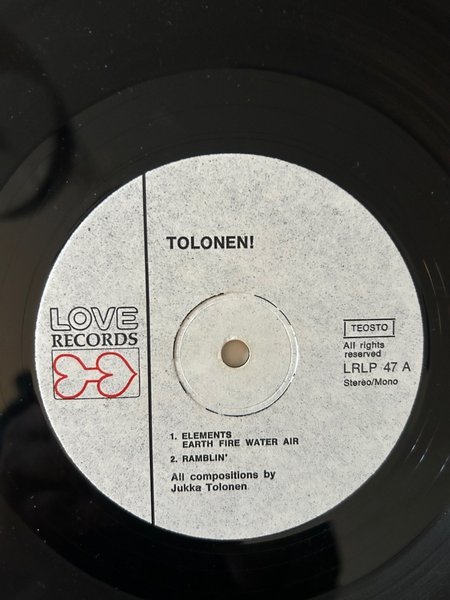 TOLONEN!
LOVE
RECORDS
TEOSTO
All rights
reserved
LRLP 47 A
Stereo/Mono
1. ELEMENTS
EARTH FIRE WATER AIR
2. RAMBLIN'
All compositions by
Jukka Tolonen